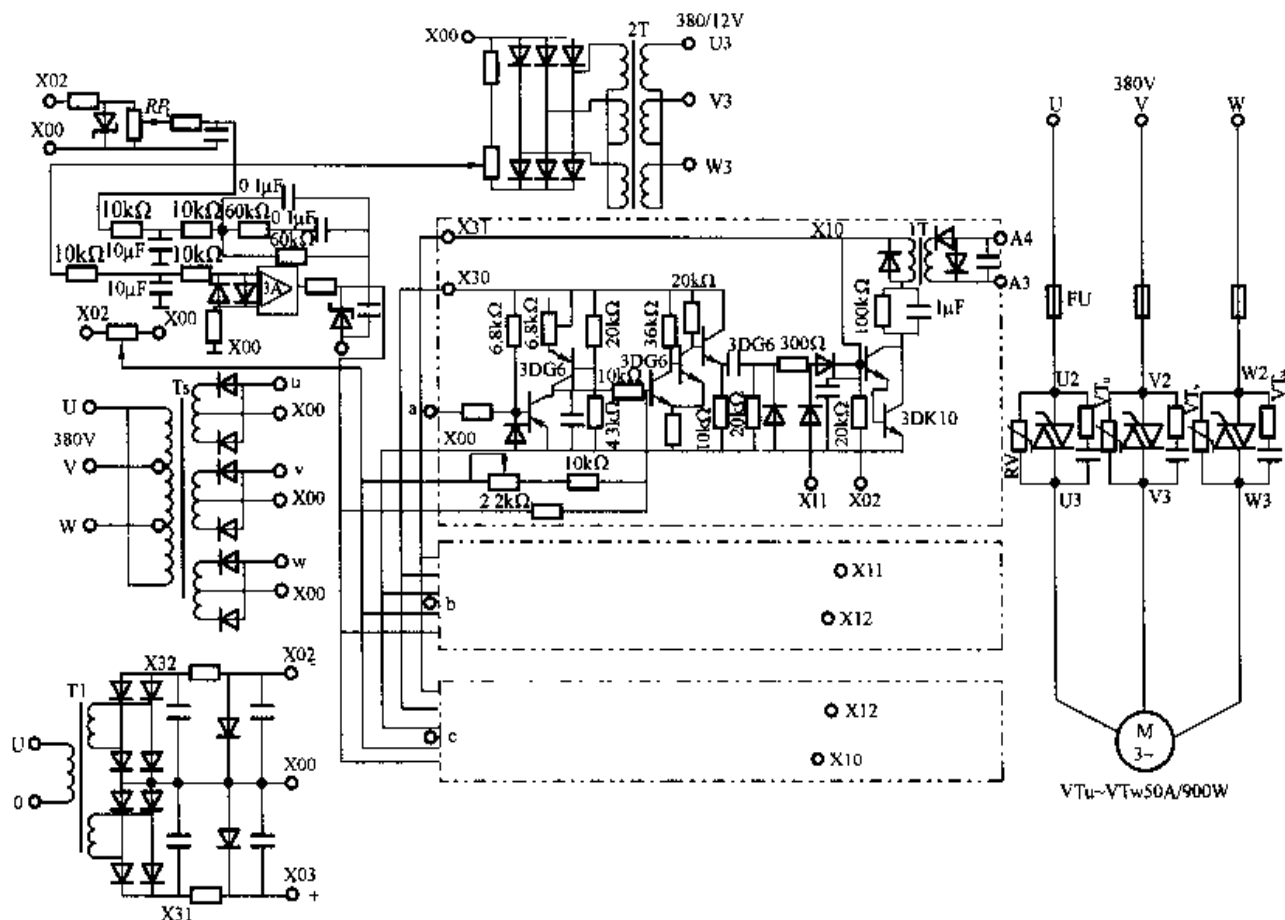 380/12V
2T
X00
U3
V3
W3
X02
RP
X00
380V
U
V
W
0.1μF
10kΩ
10kΩ
60kΩ
0.1μF
60kΩ
10μF
10kΩ
10kΩ
10μF
3A
X02
X00
X00
X31
X10
1T
A4
A3
X30
6.8kΩ
6.8kΩ
20kΩ
36kΩ
20kΩ
100kΩ
1μF
3DG6
3DG6
3DG6
300Ω
10kΩ
4.3kΩ
10kΩ
20kΩ
20kΩ
3DK10
a
X00
10kΩ
2.2kΩ
X11
X02
FU
U2
V2
W2
VTu
VTv
VTw
RV
U3
V3
W3
Ts
U
380V
V
W
u
X00
v
X00
w
X00
b
X11
X12
c
X12
X10
X32
X02
T1
U
0
X00
X03
+
X31
M
3~
VTu~VTw50A/900W